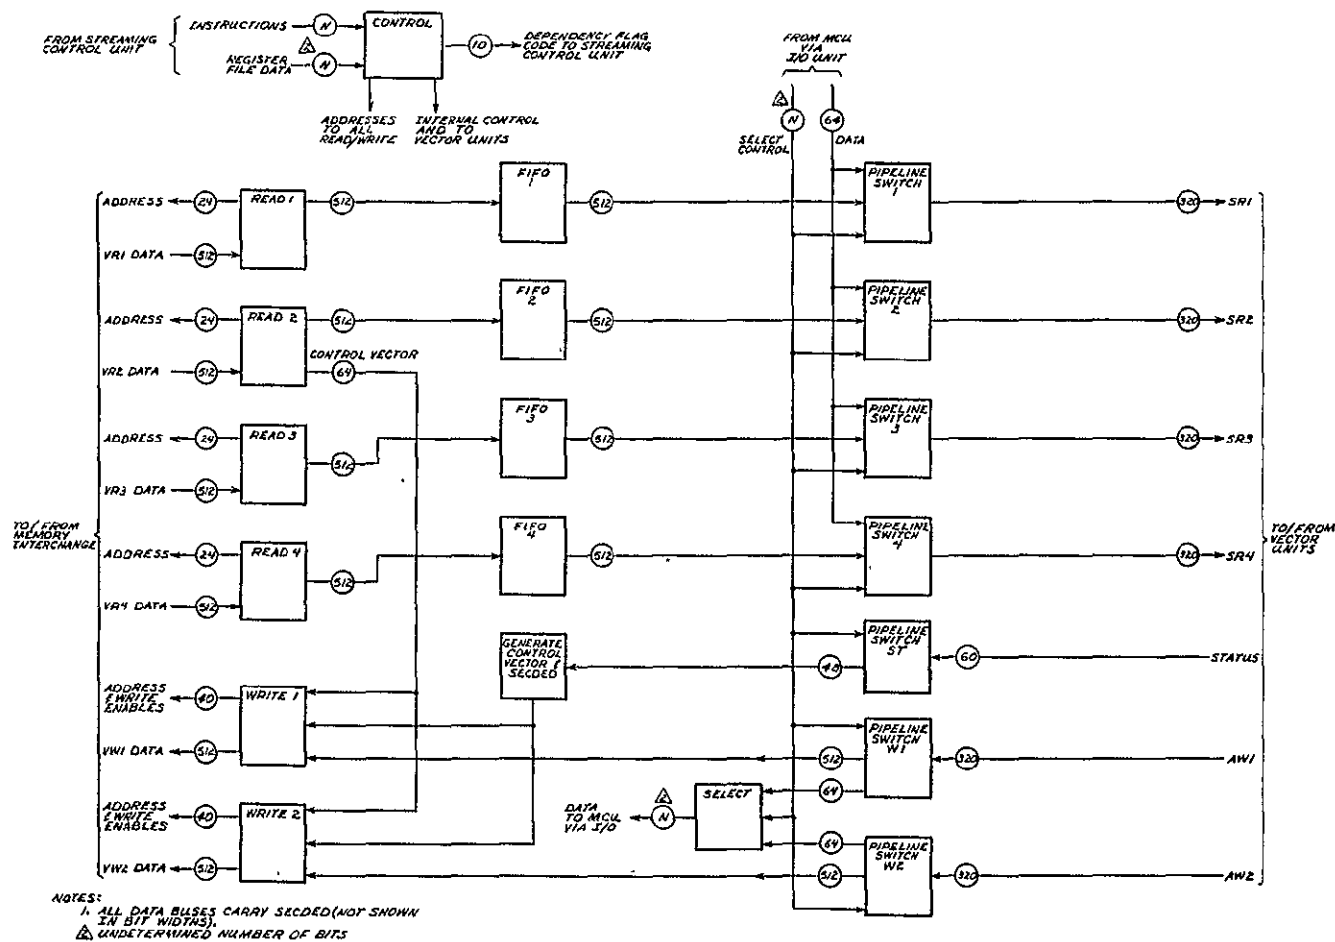 FROM STREAMING
CONTROL UNIT
INSTRUCTIONS
N
2
REGISTER
FILE DATA
N
CONTROL
10
DEPENDENCY FLAG
CODE TO STREAMING
CONTROL UNIT
ADDRESSES
TO ALL
READ/WRITE
INTERNAL CONTROL
AND TO
VECTOR UNITS
FROM MCU
VIA
I/O UNIT
2
N
64
SELECT
CONTROL
DATA
ADDRESS
24
READ 1
512
FIFO
1
512
PIPELINE
SWITCH
1
320
SR1
VR1 DATA
512
ADDRESS
24
READ 2
512
FIFO
2
512
PIPELINE
SWITCH
2
320
SR2
VR2 DATA
512
CONTROL VECTOR
64
ADDRESS
24
READ 3
512
FIFO
3
512
PIPELINE
SWITCH
3
320
SR3
VR3 DATA
512
TO/FROM
MEMORY
INTERCHANGE
ADDRESS
24
READ 4
512
FIFO
4
512
PIPELINE
SWITCH
4
320
SR4
TO/FROM
VECTOR
UNITS
VR4 DATA
512
GENERATE
CONTROL
VECTOR &
SECDED
48
PIPELINE
SWITCH
ST
60
STATUS
ADDRESS
& WRITE
ENABLES
40
WRITE 1
VW1 DATA
512
512
PIPELINE
SWITCH
W1
320
AW1
64
ADDRESS
& WRITE
ENABLES
40
WRITE 2
DATA
TO MCU
VIA I/O
2
N
SELECT
64
VW2 DATA
512
512
PIPELINE
SWITCH
W2
320
AW2
NOTES:
1. ALL DATA BUSES CARRY SECDED (NOT SHOWN
IN BIT WIDTHS).
2 UNDETERMINED NUMBER OF BITS